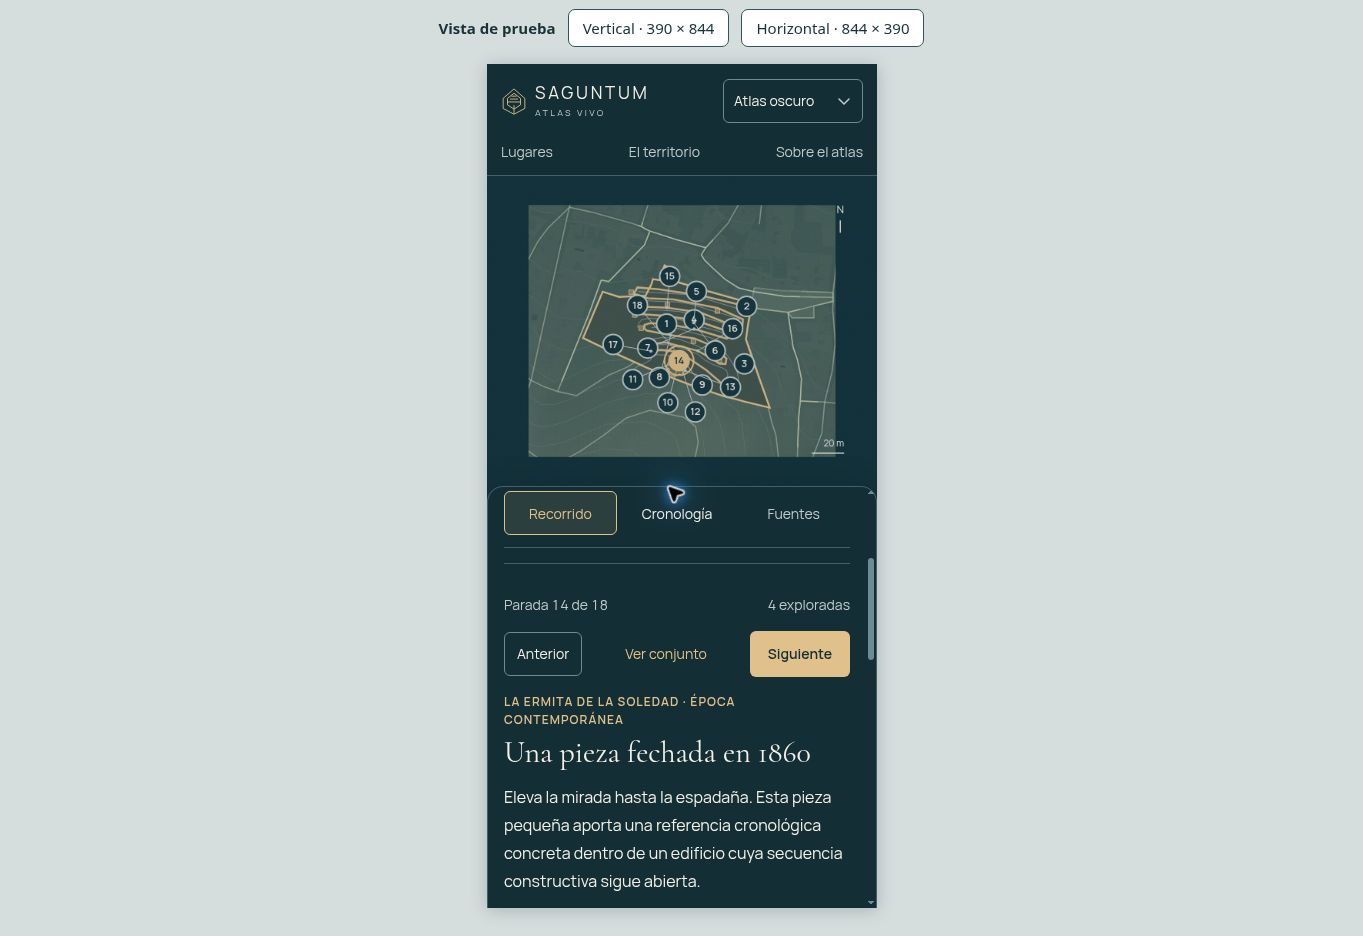 Vista de prueba
Vertical · 390 × 844
Horizontal · 844 × 390
SAGUNTUM
ATLAS VIVO
Atlas oscuro
Lugares
El territorio
Sobre el atlas
N
15
5
18
2
1
4
16
17
7
6
14
3
11
8
9
13
10
12
20 m
Recorrido
Cronología
Fuentes
Parada 14 de 18
4 exploradas
Anterior
Ver conjunto
Siguiente
LA ERMITA DE LA SOLEDAD · ÉPOCA
CONTEMPORÁNEA
Una pieza fechada en 1860
Eleva la mirada hasta la espadaña. Esta pieza
pequeña aporta una referencia cronológica
concreta dentro de un edificio cuya secuencia
constructiva sigue abierta.